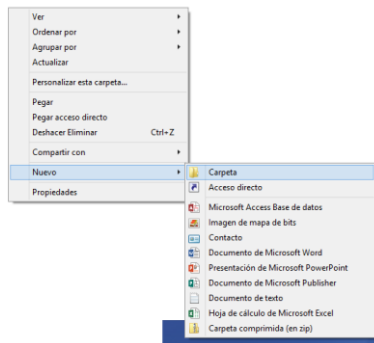 Ver
Ordenar por
Agrupar por
Actualizar
Personalizar esta carpeta...
Pegar
Pegar acceso directo
Deshacer Eliminar Ctrl+Z
Compartir con
Nuevo
Propiedades
Carpeta
Acceso directo
Microsoft Access Base de datos
Imagen de mapa de bits
Contacto
Documento de Microsoft Word
Presentación de Microsoft PowerPoint
Documento de Microsoft Publisher
Documento de texto
Hoja de cálculo de Microsoft Excel
Carpeta comprimida (en zip)